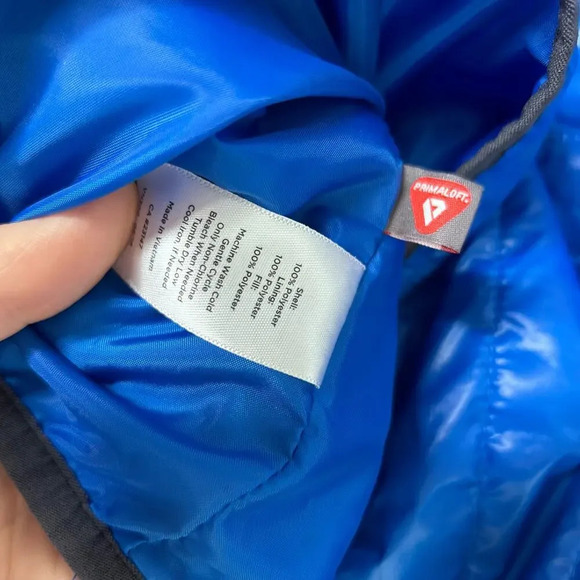 Shell:
100% Polyester
Lining:
100% Polyester
Fill:
100% Polyester
Machine Wash Cold
Gentle Cycle
Only Non-Chlorine
Bleach When Needed
Tumble Dry Low
Cool Iron, If Needed
Made in Vietnam
PRIMALOFT